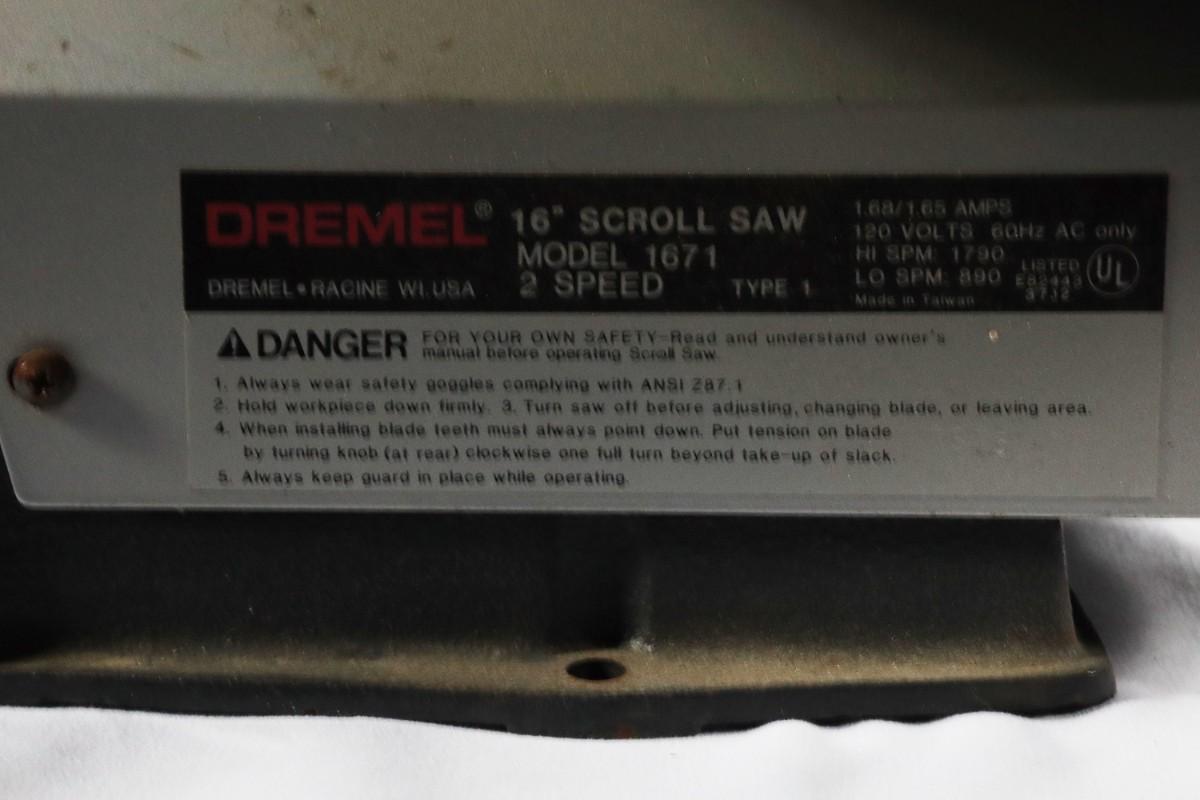 DREMEL®
DREMEL • RACINE WI. USA
16" SCROLL SAW
MODEL 1671
2 SPEED
TYPE 1
1.68/1.65 AMPS
120 VOLTS 60Hz AC only
HI SPM: 1790
LO SPM: 890
Made in Taiwan
LISTED
E82443
37J2
UL
DANGER
FOR YOUR OWN SAFETY-Read and understand owner's
manual before operating Scroll Saw.
1. Always wear safety goggles complying with ANSI Z87.1
2. Hold workpiece down firmly. 3. Turn saw off before adjusting, changing blade, or leaving area.
4. When installing blade teeth must always point down. Put tension on blade
by turning knob (at rear) clockwise one full turn beyond take-up of slack.
5. Always keep guard in place while operating.